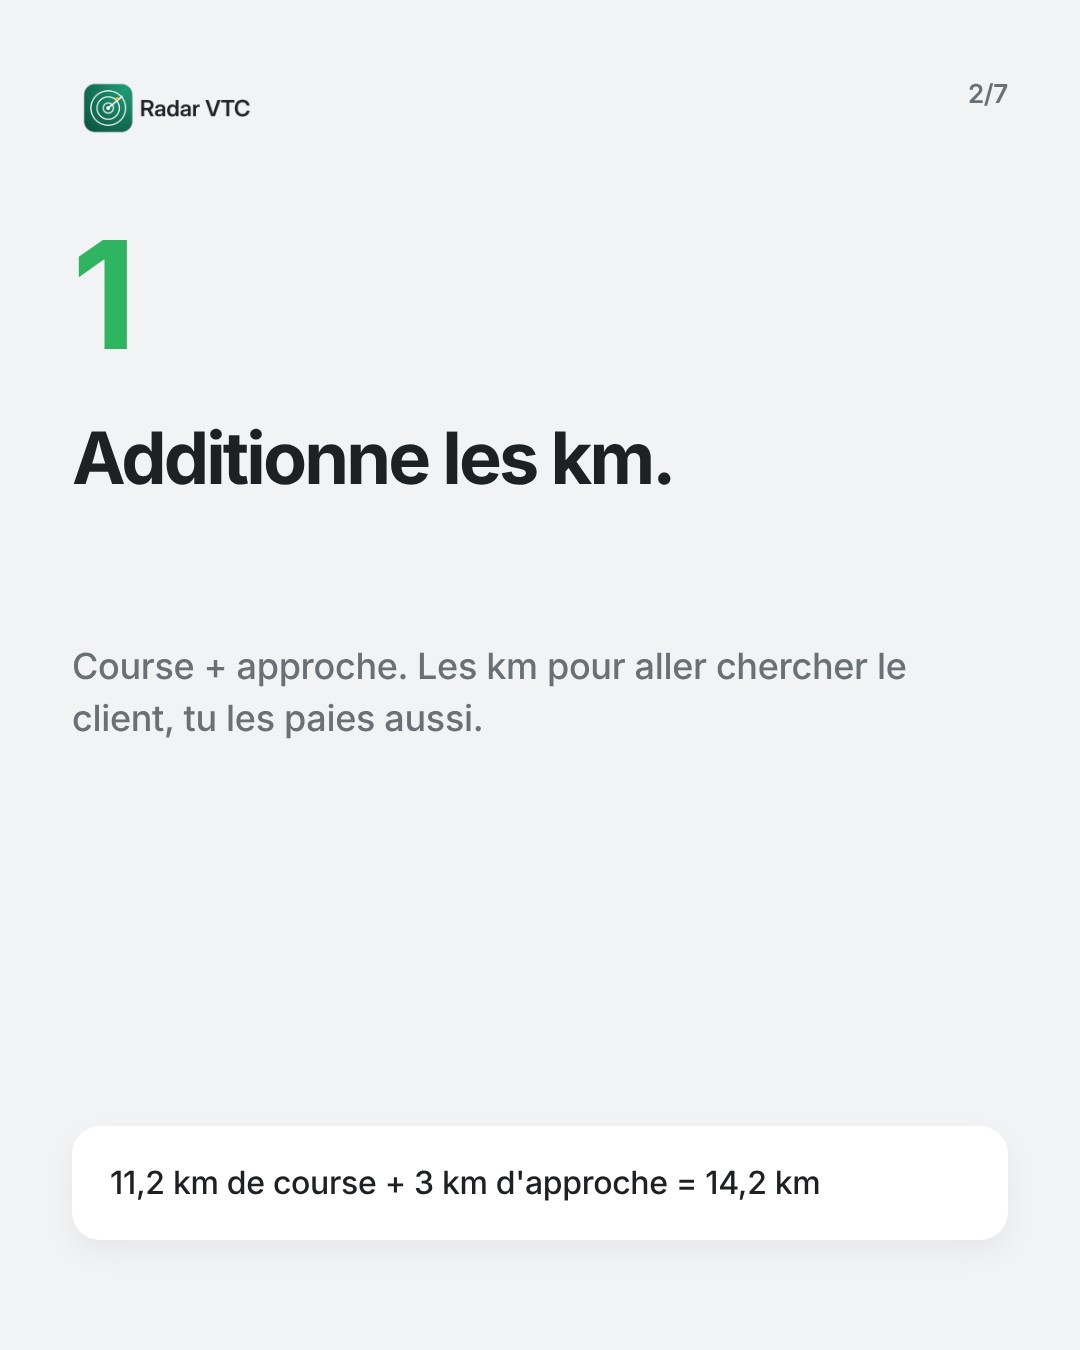 Radar VTC
2/7
1
Additionne les km.
Course + approche. Les km pour aller chercher le
client, tu les paies aussi.
11,2 km de course + 3 km d'approche = 14,2 km